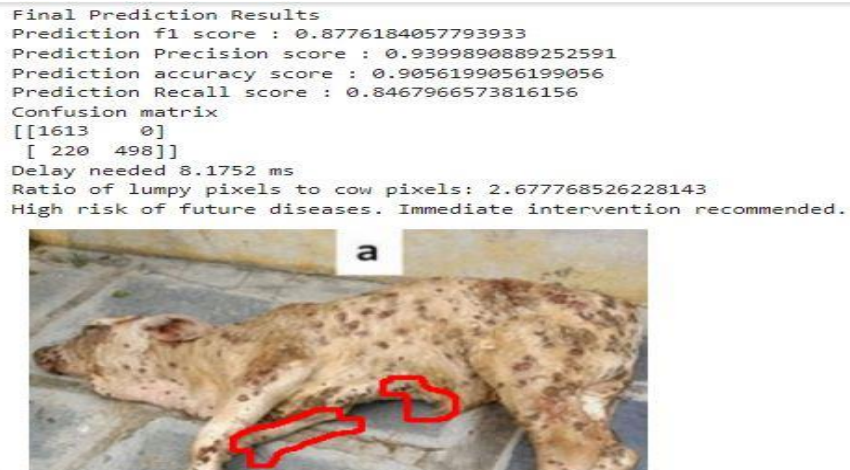 Final Prediction Results
Prediction f1 score : 0.8776184057793933
Prediction Precision score : 0.9399890889252591
Prediction accuracy score : 0.9056199056199056
Prediction Recall score : 0.8467966573816156
Confusion matrix
[[1613    0]
 [ 220  498]]
Delay needed 8.1752 ms
Ratio of lumpy pixels to cow pixels: 2.677768526228143
High risk of future diseases. Immediate intervention recommended.
a